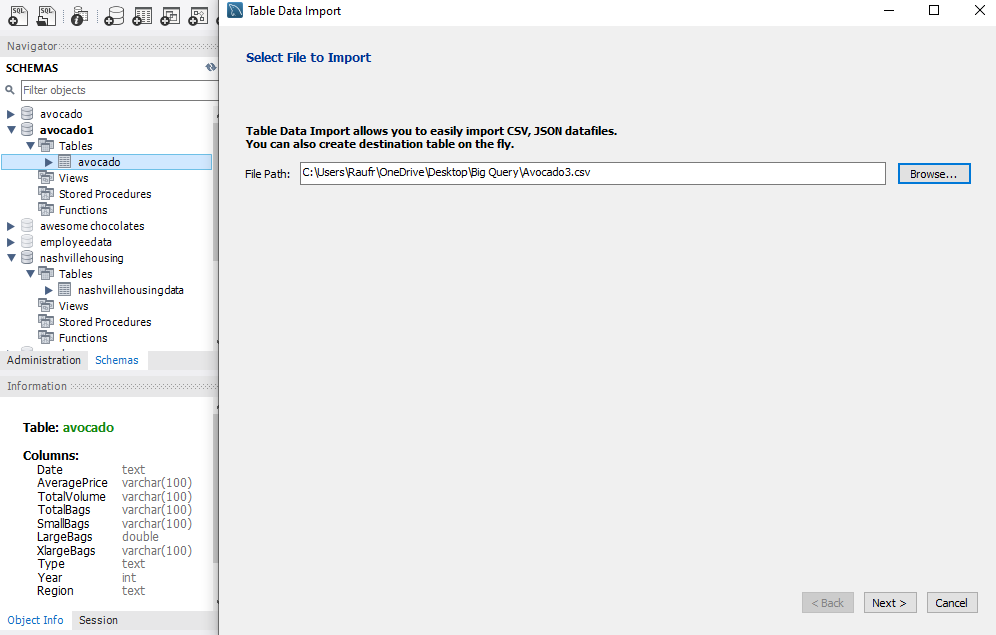 SQL
SQL
Table Data Import
Navigator
SCHEMAS
Filter objects
avocado
avocado1
Tables
avocado
Views
Stored Procedures
Functions
awesome chocolates
employeedata
nashvillehousing
Tables
nashvillehousingdata
Views
Stored Procedures
Functions
Administration Schemas
Information
Table: avocado
Columns:
Date text
AveragePrice varchar(100)
TotalVolume varchar(100)
TotalBags varchar(100)
SmallBags varchar(100)
LargeBags double
XlargeBags varchar(100)
Type text
Year int
Region text
Object Info Session
Select File to Import
Table Data Import allows you to easily import CSV, JSON datafiles.
You can also create destination table on the fly.
File Path: C:\Users\Raufr\OneDrive\Desktop\Big Query\Avocado3.csv Browse...
< Back Next > Cancel